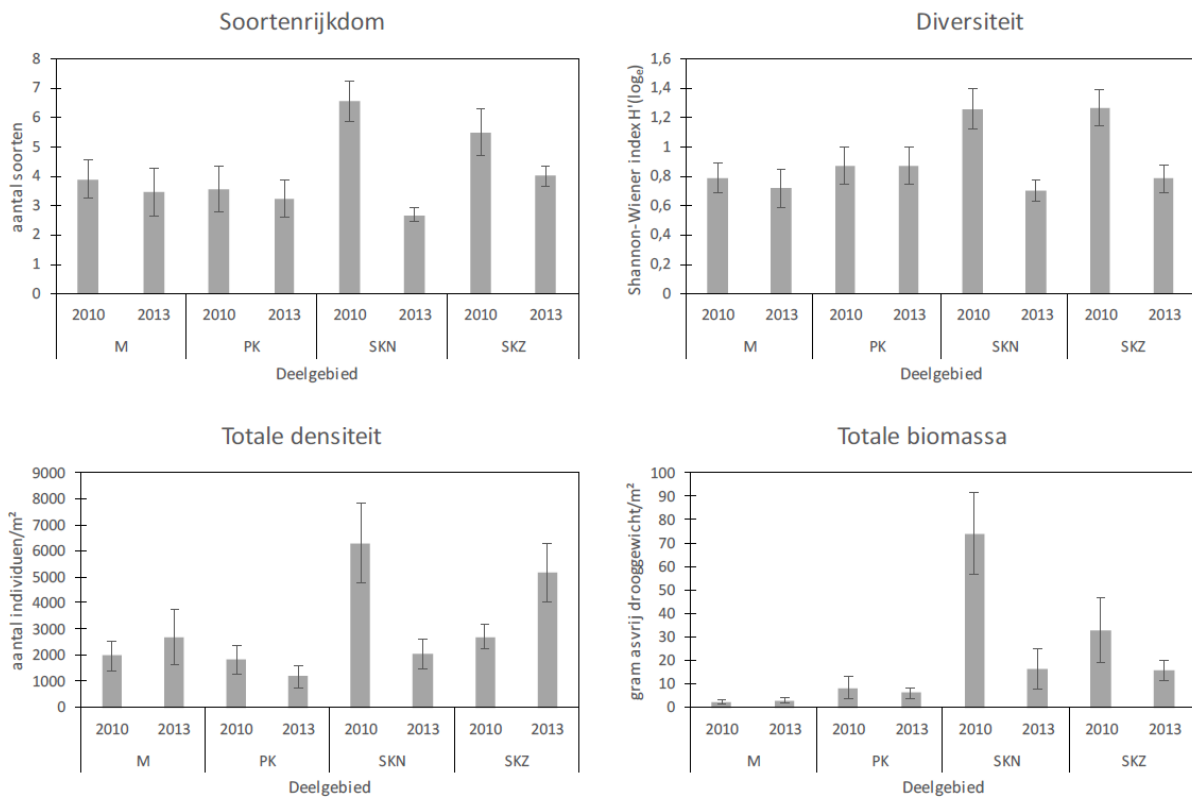 Soortenrijkdom
aantal soorten
8
7
6
5
4
3
2
1
0
2010 2013 2010 2013 2010 2013 2010 2013
M PK SKN SKZ
Deelgebied
Diversiteit
Shannon-Wiener index H'(logₑ)
1,6
1,4
1,2
1
0,8
0,6
0,4
0,2
0
2010 2013 2010 2013 2010 2013 2010 2013
M PK SKN SKZ
Deelgebied
Totale densiteit
aantal individuen/m²
9000
8000
7000
6000
5000
4000
3000
2000
1000
0
2010 2013 2010 2013 2010 2013 2010 2013
M PK SKN SKZ
Deelgebied
Totale biomassa
gram asvrij drooggewicht/m²
100
90
80
70
60
50
40
30
20
10
0
2010 2013 2010 2013 2010 2013 2010 2013
M PK SKN SKZ
Deelgebied